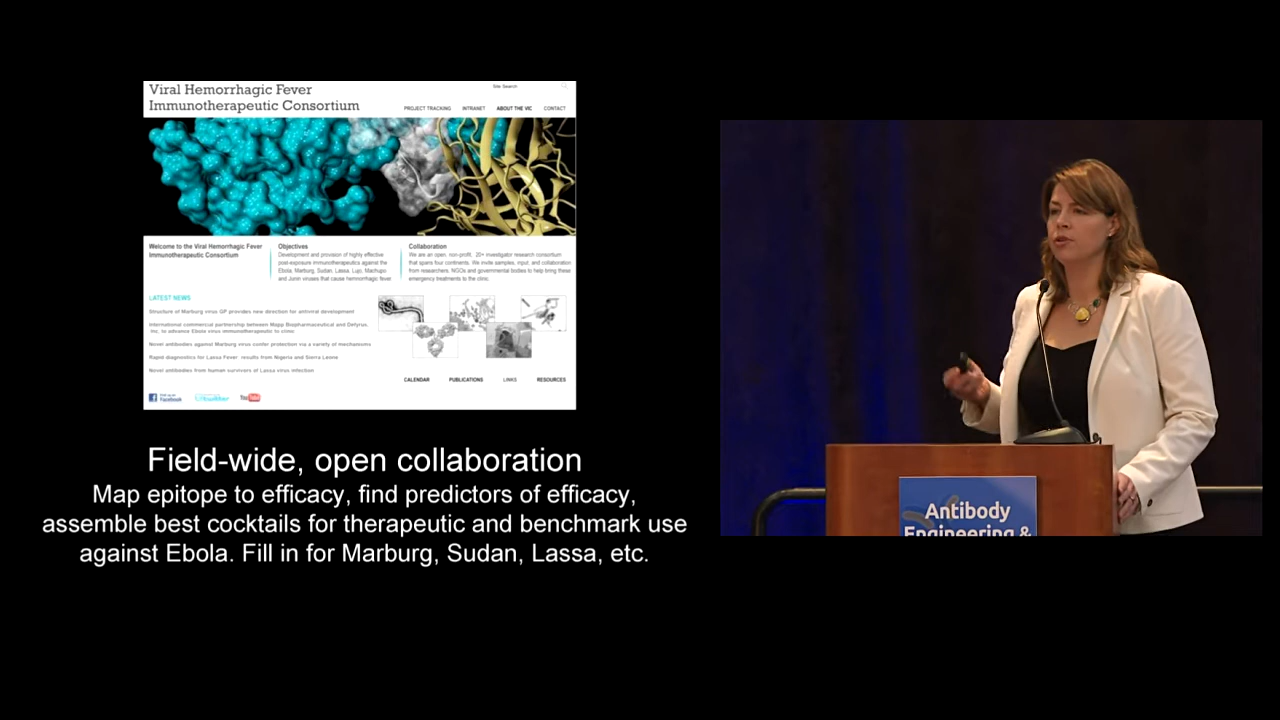 Viral Hemorrhagic Fever
Immunotherapeutic Consortium
Site Search
PROJECT TRACKING INTRANET ABOUT THE VIC CONTACT
Welcome to the Viral Hemorrhagic Fever
Immunotherapeutic Consortium
Objectives
Development and provision of highly effective
post-exposure immunotherapeutics against the
Ebola, Marburg, Sudan, Lassa, Lujo, Machupo
and Junin viruses that cause hemorrhagic fever
Collaboration
We are an open, non-profit, 20+ investigator research consortium
that spans four continents. We invite samples, input, and collaboration
from researchers, NGOs and governmental bodies to help bring these
emergency treatments to the clinic.
LATEST NEWS
Structure of Marburg virus GP provides new direction for antiviral development
International commercial partnership between Mapp Biopharmaceutical and Defyrus
Inc. to advance Ebola virus immunotherapeutic to clinic
Novel antibodies against Marburg virus confer protection via a variety of mechanisms
Rapid diagnostics for Lassa Fever results from Nigeria and Sierra Leone
Novel antibodies from human survivors of Lassa virus infection
CALENDAR PUBLICATIONS LINKS RESOURCES
Facebook
twitter
YouTube
Field-wide, open collaboration
Map epitope to efficacy, find predictors of efficacy,
assemble best cocktails for therapeutic and benchmark use
against Ebola. Fill in for Marburg, Sudan, Lassa, etc.
Antibody
Engineering &